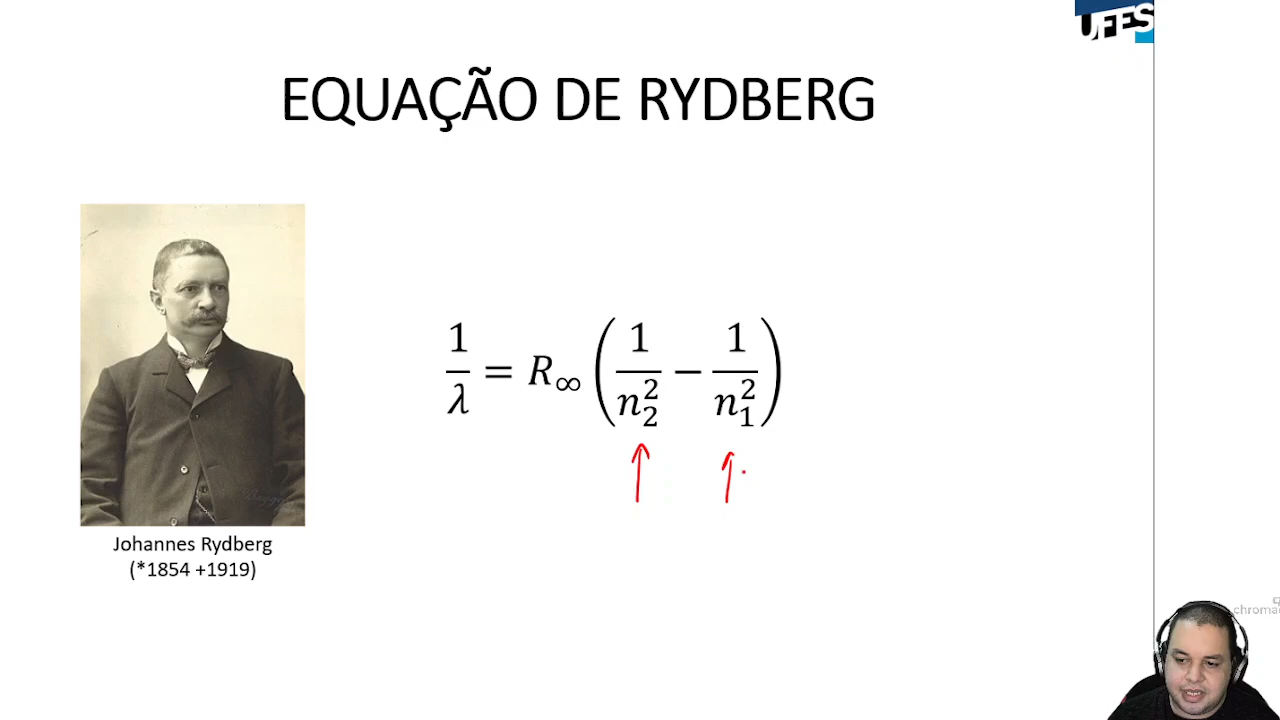 UFES
EQUAÇÃO DE RYDBERG
1/λ = R∞ (1/n₂² − 1/n₁²)
Johannes Rydberg
(*1854 +1919)